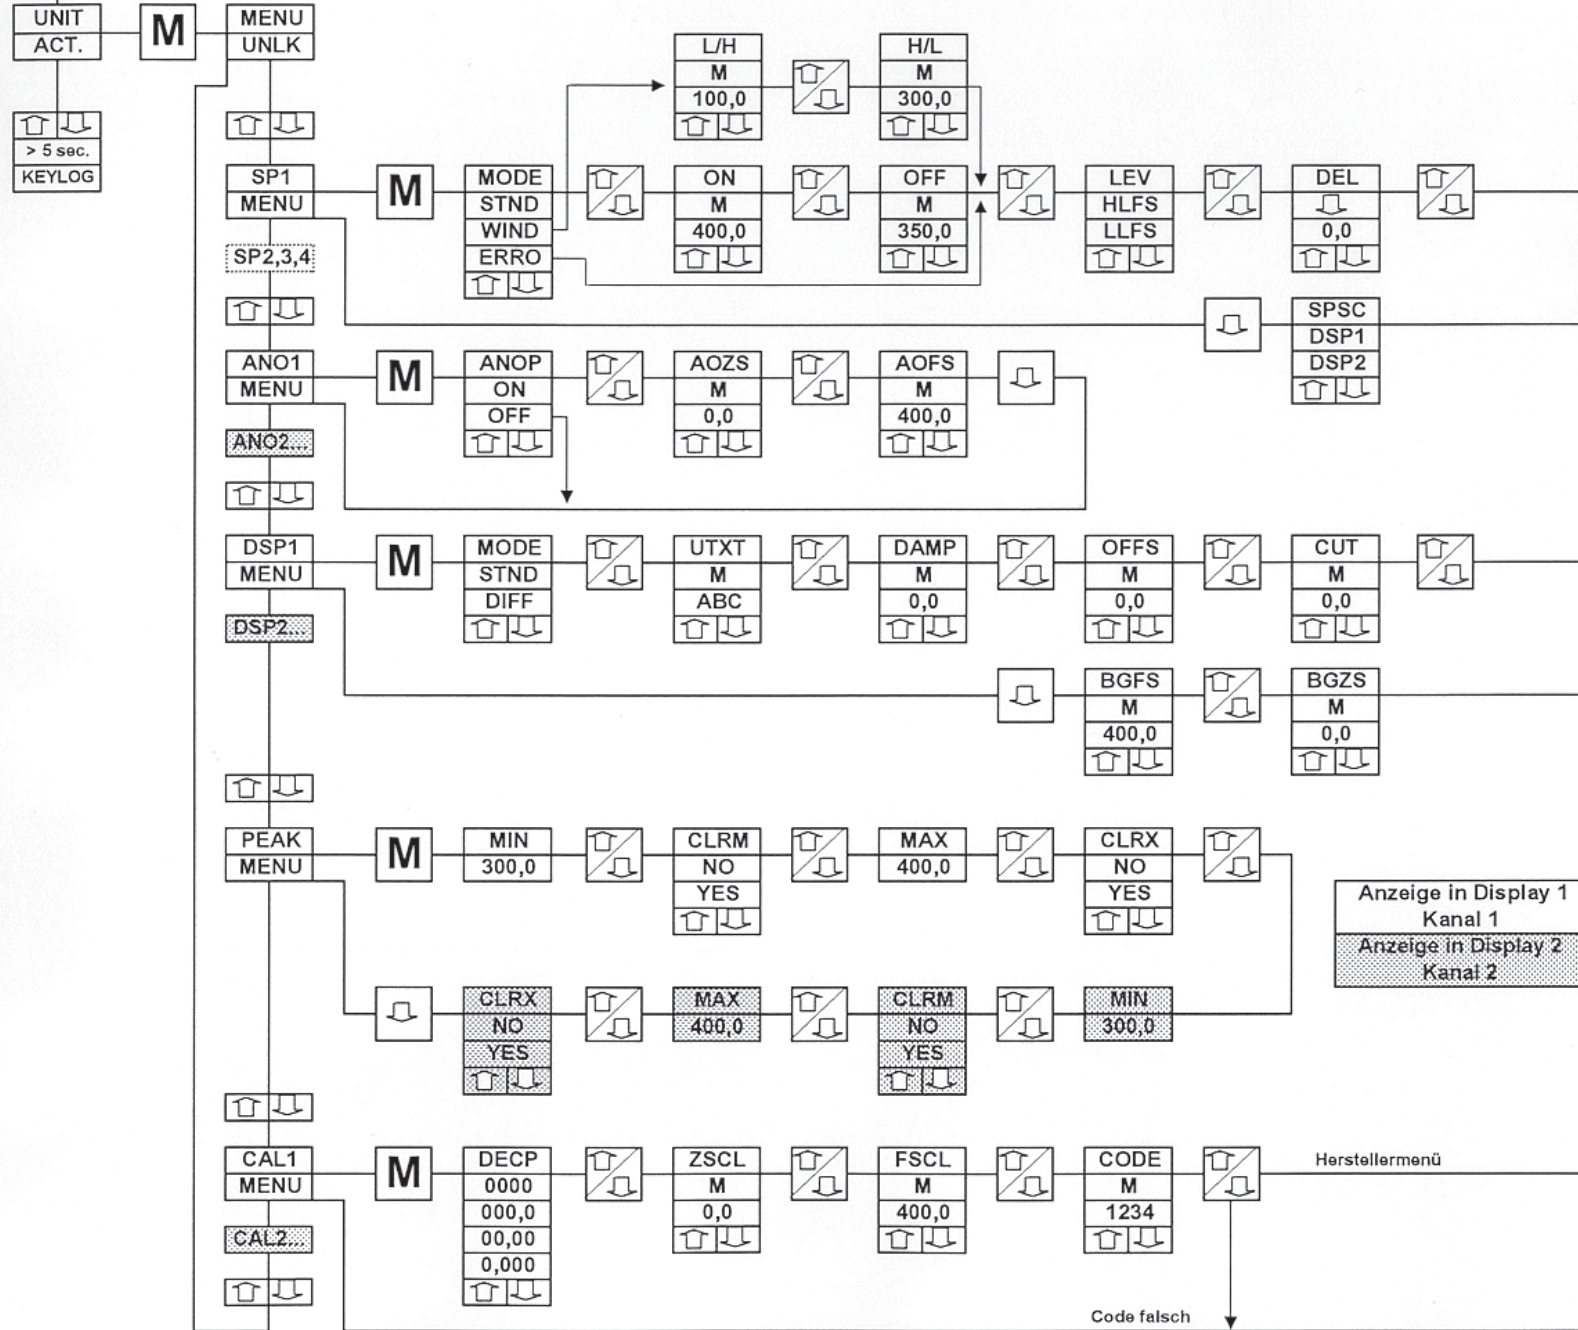 UNIT
ACT.
M
MENU
UNLK
> 5 sec.
KEYLOG
L/H
M
100,0
H/L
M
300,0
SP1
MENU
M
MODE
STND
WIND
ERRO
ON
M
400,0
OFF
M
350,0
LEV
HLFS
LLFS
DEL
0,0
SP2,3,4
SPSC
DSP1
DSP2
ANO1
MENU
M
ANOP
ON
OFF
AOZS
M
0,0
AOFS
M
400,0
ANO2...
DSP1
MENU
M
MODE
STND
DIFF
UTXT
M
ABC
DAMP
M
0,0
OFFS
M
0,0
CUT
M
0,0
DSP2...
BGFS
M
400,0
BGZS
M
0,0
PEAK
MENU
M
MIN
300,0
CLRM
NO
YES
MAX
400,0
CLRX
NO
YES
Anzeige in Display 1
Kanal 1
Anzeige in Display 2
Kanal 2
CLRX
NO
YES
MAX
400,0
CLRM
NO
YES
MIN
300,0
CAL1
MENU
M
DECP
0000
000,0
00,00
0,000
ZSCL
M
0,0
FSCL
M
400,0
CODE
M
1234
Herstellermenü
CAL2...
Code falsch